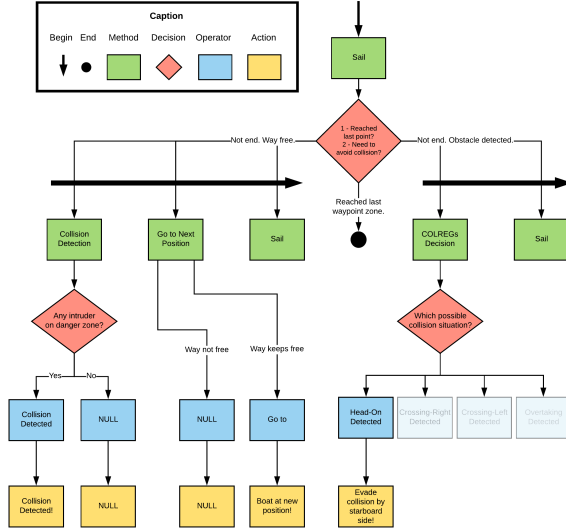 Caption
Begin End Method Decision Operator Action
Sail
1 - Reached
last point?
2 - Need to
avoid collision?
Not end. Way free.
Not end. Obstacle detected.
Reached last
waypoint zone.
Collision
Detection
Go to Next
Position
Sail
COLREGs
Decision
Sail
Any intruder
on danger zone?
Which possible
collision situation?
Way not free
Way keeps free
Yes
No
Collision
Detected
NULL
NULL
Go to
Head-On
Detected
Crossing-Right
Detected
Crossing-Left
Detected
Overtaking
Detected
Collision
Detected!
NULL
NULL
Boat at new
position!
Evade
collision by
starboard
side!